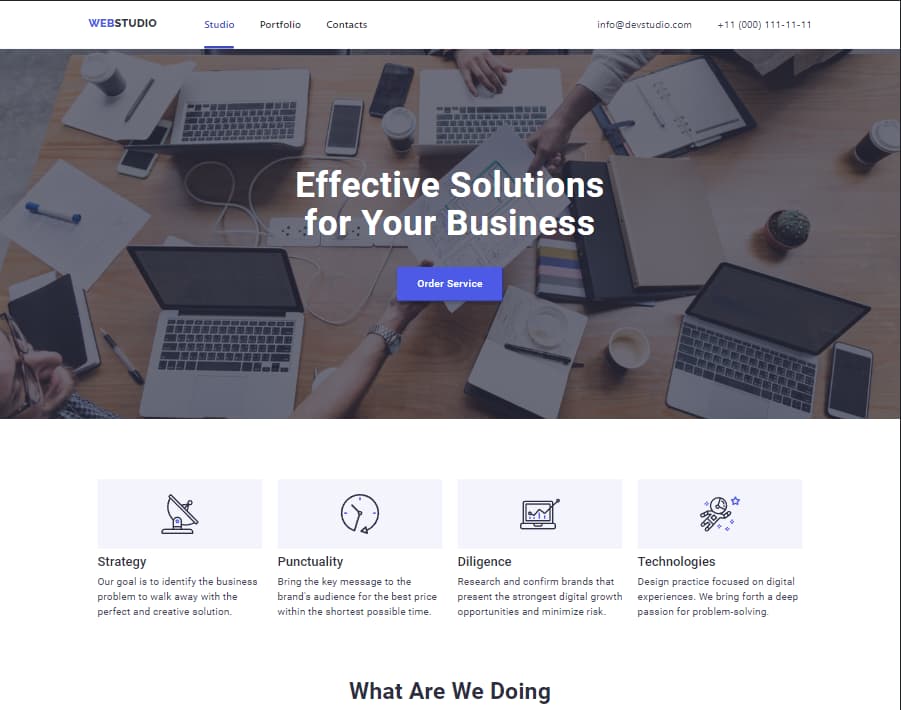 WEBSTUDIO Studio Portfolio Contacts info@devstudio.com +11 (000) 111-11-11
Effective Solutions
for Your Business
Order Service
Strategy
Our goal is to identify the business
problem to walk away with the
perfect and creative solution.
Punctuality
Bring the key message to the
brand's audience for the best price
within the shortest possible time.
Diligence
Research and confirm brands that
present the strongest digital growth
opportunities and minimize risk.
Technologies
Design practice focused on digital
experiences. We bring forth a deep
passion for problem-solving.
What Are We Doing